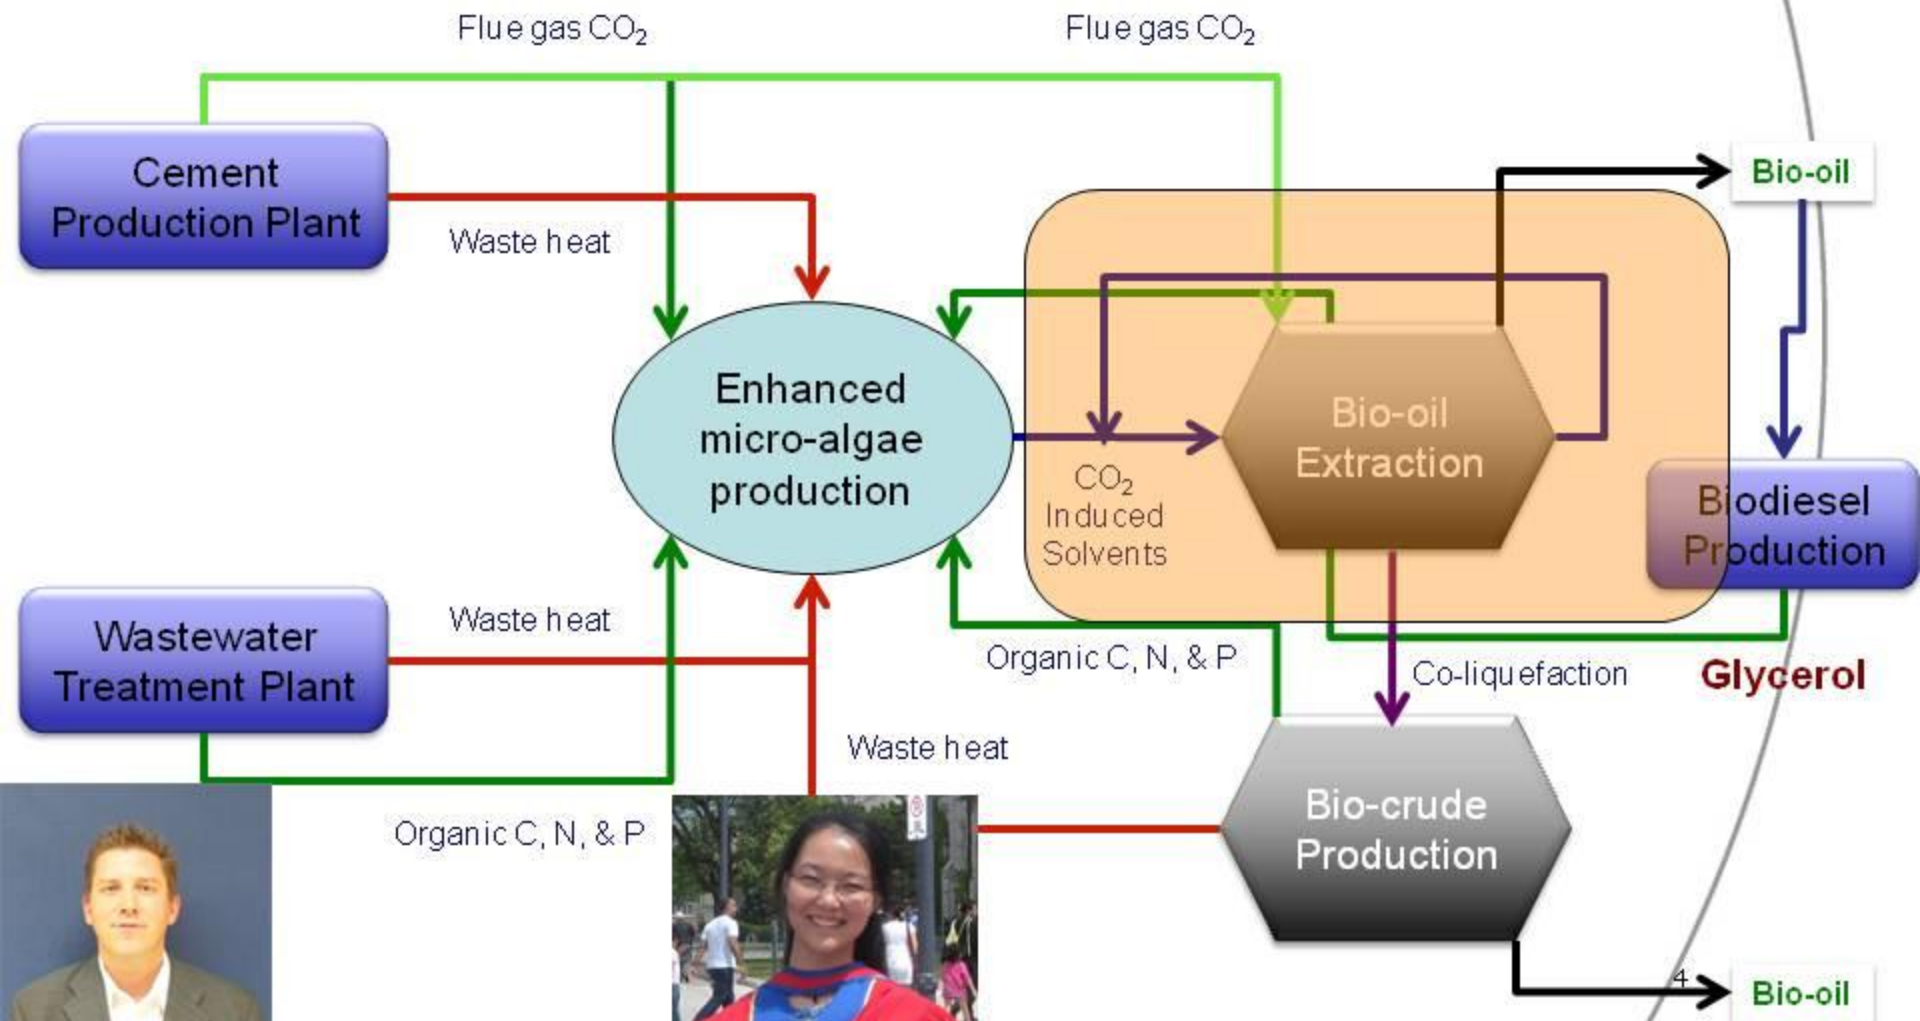 Flue gas CO₂
Flue gas CO₂
Cement
Production Plant
Waste heat
Bio-oil
Enhanced
micro-algae
production
Bio-oil
Extraction
CO₂
Induced
Solvents
Biodiesel
Production
Wastewater
Treatment Plant
Waste heat
Organic C, N, & P
Co-liquefaction
Glycerol
Waste heat
Organic C, N, & P
Bio-crude
Production
4
Bio-oil